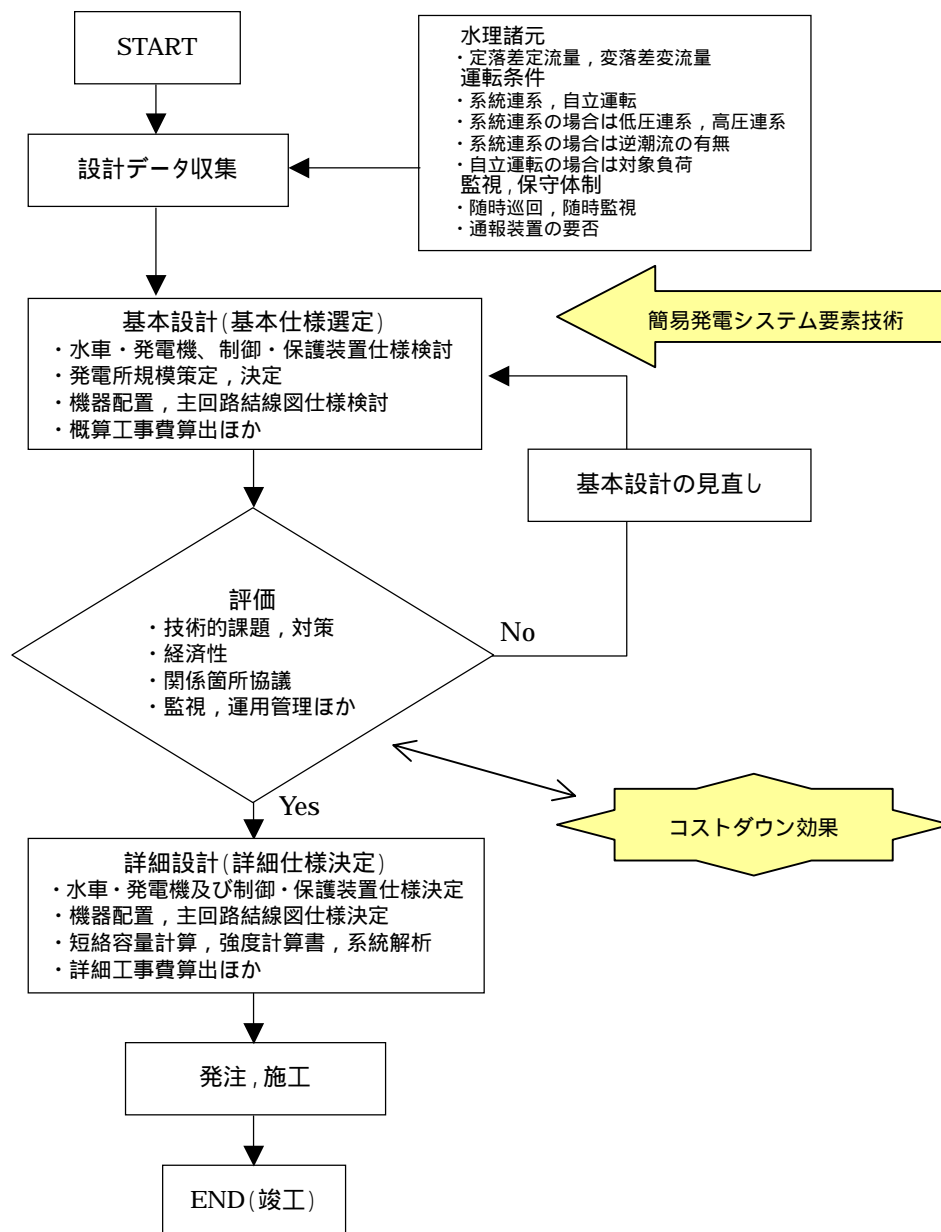 START
水理諸元
・定落差定流量，変落差変流量
運転条件
・系統連系，自立運転
・系統連系の場合は低圧連系，高圧連系
・系統連系の場合は逆潮流の有無
・自立運転の場合は対象負荷
監視，保守体制
・随時巡回，随時監視
・通報装置の要否
設計データ収集
簡易発電システム要素技術
基本設計(基本仕様選定)
・水車・発電機、制御・保護装置仕様検討
・発電所規模策定，決定
・機器配置，主回路結線図仕様検討
・概算工事費算出ほか
基本設計の見直し
評価
・技術的課題，対策
・経済性
・関係箇所協議
・監視，運用管理ほか
No
Yes
コストダウン効果
詳細設計(詳細仕様決定)
・水車・発電機及び制御・保護装置仕様決定
・機器配置，主回路結線図仕様決定
・短絡容量計算，強度計算書，系統解析
・詳細工事費算出ほか
発注，施工
END(竣工)